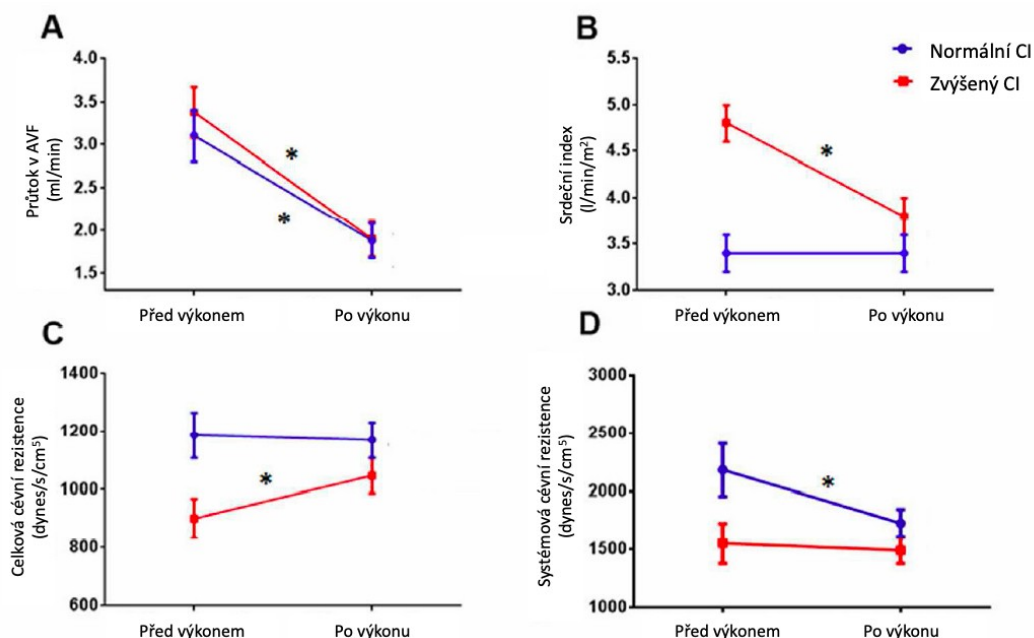 A
Průtok v AVF
(ml/min)
4.0
3.5
3.0
2.5
2.0
1.5
*
*
Před výkonem
Po výkonu
B
Srdeční index
(l/min/m²)
5.5
5.0
4.5
4.0
3.5
3.0
*
Před výkonem
Po výkonu
Normální CI
Zvýšený CI
C
Celková cévní rezistence
(dynes/s/cm⁵)
1400
1200
1000
800
600
*
Před výkonem
Po výkonu
D
Systémová cévní rezistence
(dynes/s/cm⁵)
3000
2500
2000
1500
1000
*
Před výkonem
Po výkonu